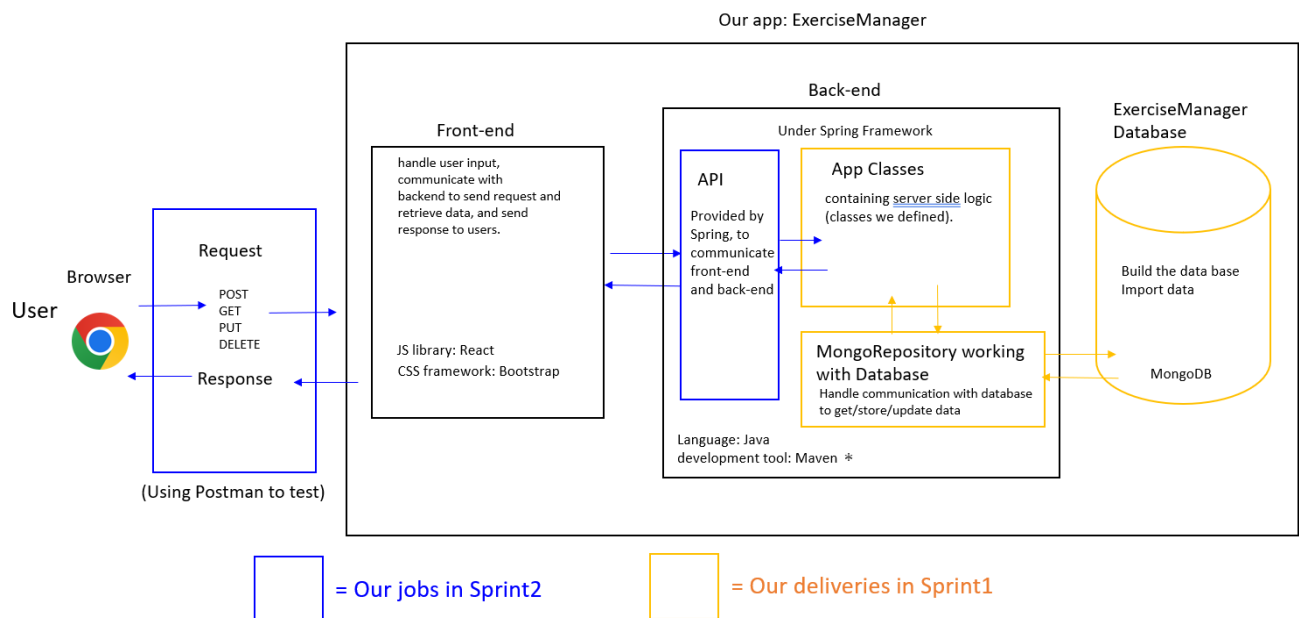 Our app: ExerciseManager
Back-end
ExerciseManager
Database
Front-end
Under Spring Framework
handle user input,
communicate with
backend to send request and
retrieve data, and send
response to users.
API
App Classes
Provided by
Spring, to
communicate
front-end
and back-end
containing server side logic
(classes we defined).
Request
Browser
User
POST
GET
PUT
DELETE
Response
Build the data base
Import data
JS library: React
CSS framework: Bootstrap
MongoRepository working
with Database
Handle communication with database
to get/store/update data
MongoDB
Language: Java
development tool: Maven *
(Using Postman to test)
= Our jobs in Sprint2
= Our deliveries in Sprint1